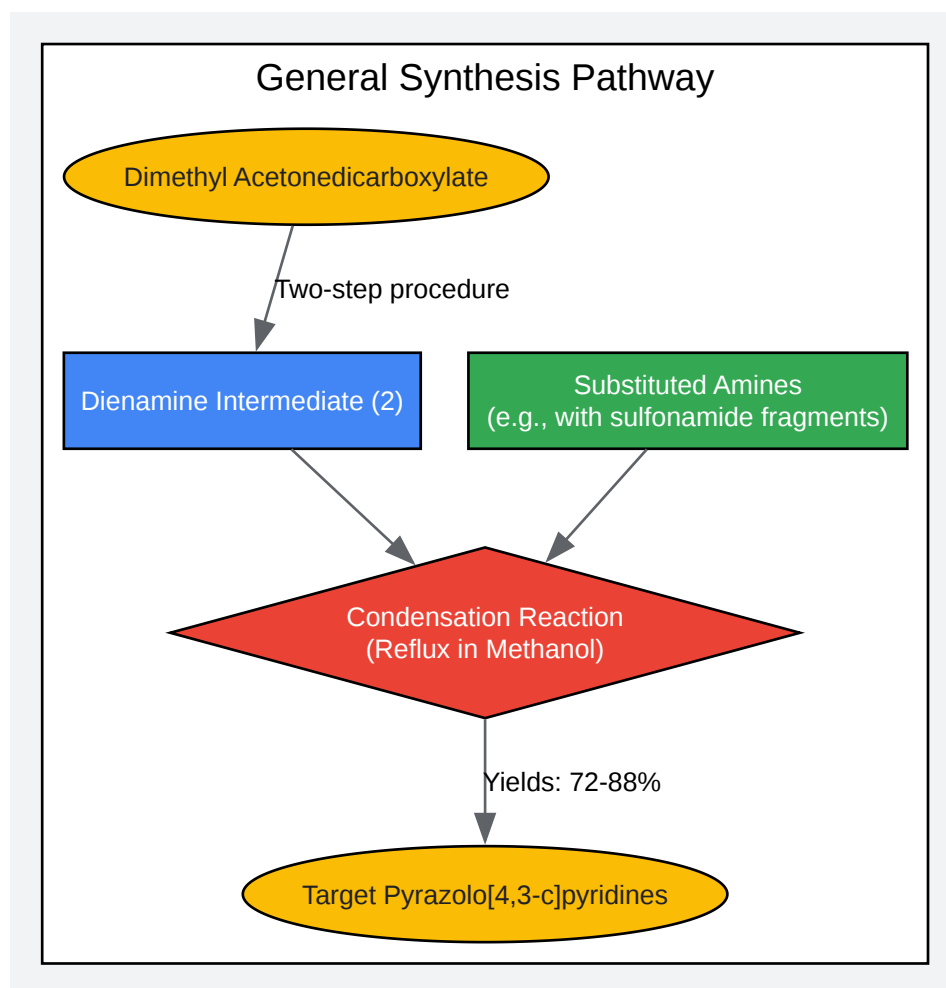 General Synthesis Pathway
Dimethyl Acetonedicarboxylate
Two-step procedure
Dienamine Intermediate (2)
Substituted Amines
(e.g., with sulfonamide fragments)
Condensation Reaction
(Reflux in Methanol)
Yields: 72-88%
Target Pyrazolo[4,3-c]pyridines